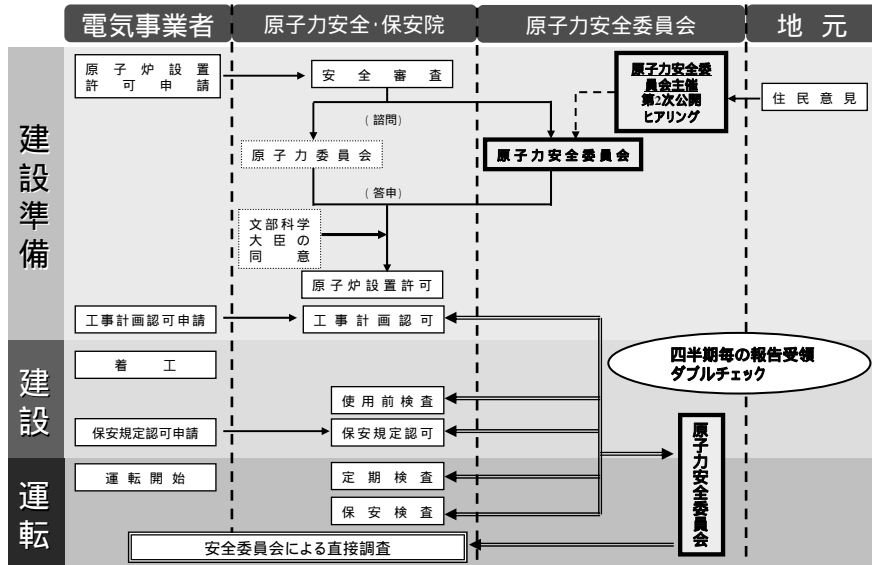 電気事業者
原子力安全・保安院
原子力安全委員会
地元
建設準備
原子炉設置
許可申請
安全審査
原子力安全委
員会主催
第2次公開
ヒアリング
住民意見
(諮問)
原子力委員会
原子力安全委員会
(答申)
文部科学
大臣の
同意
原子炉設置許可
工事計画認可申請
工事計画認可
四半期毎の報告受領
ダブルチェック
建設
着工
使用前検査
保安規定認可申請
保安規定認可
原子力安全委員会
運転
運転開始
定期検査
保安検査
安全委員会による直接調査